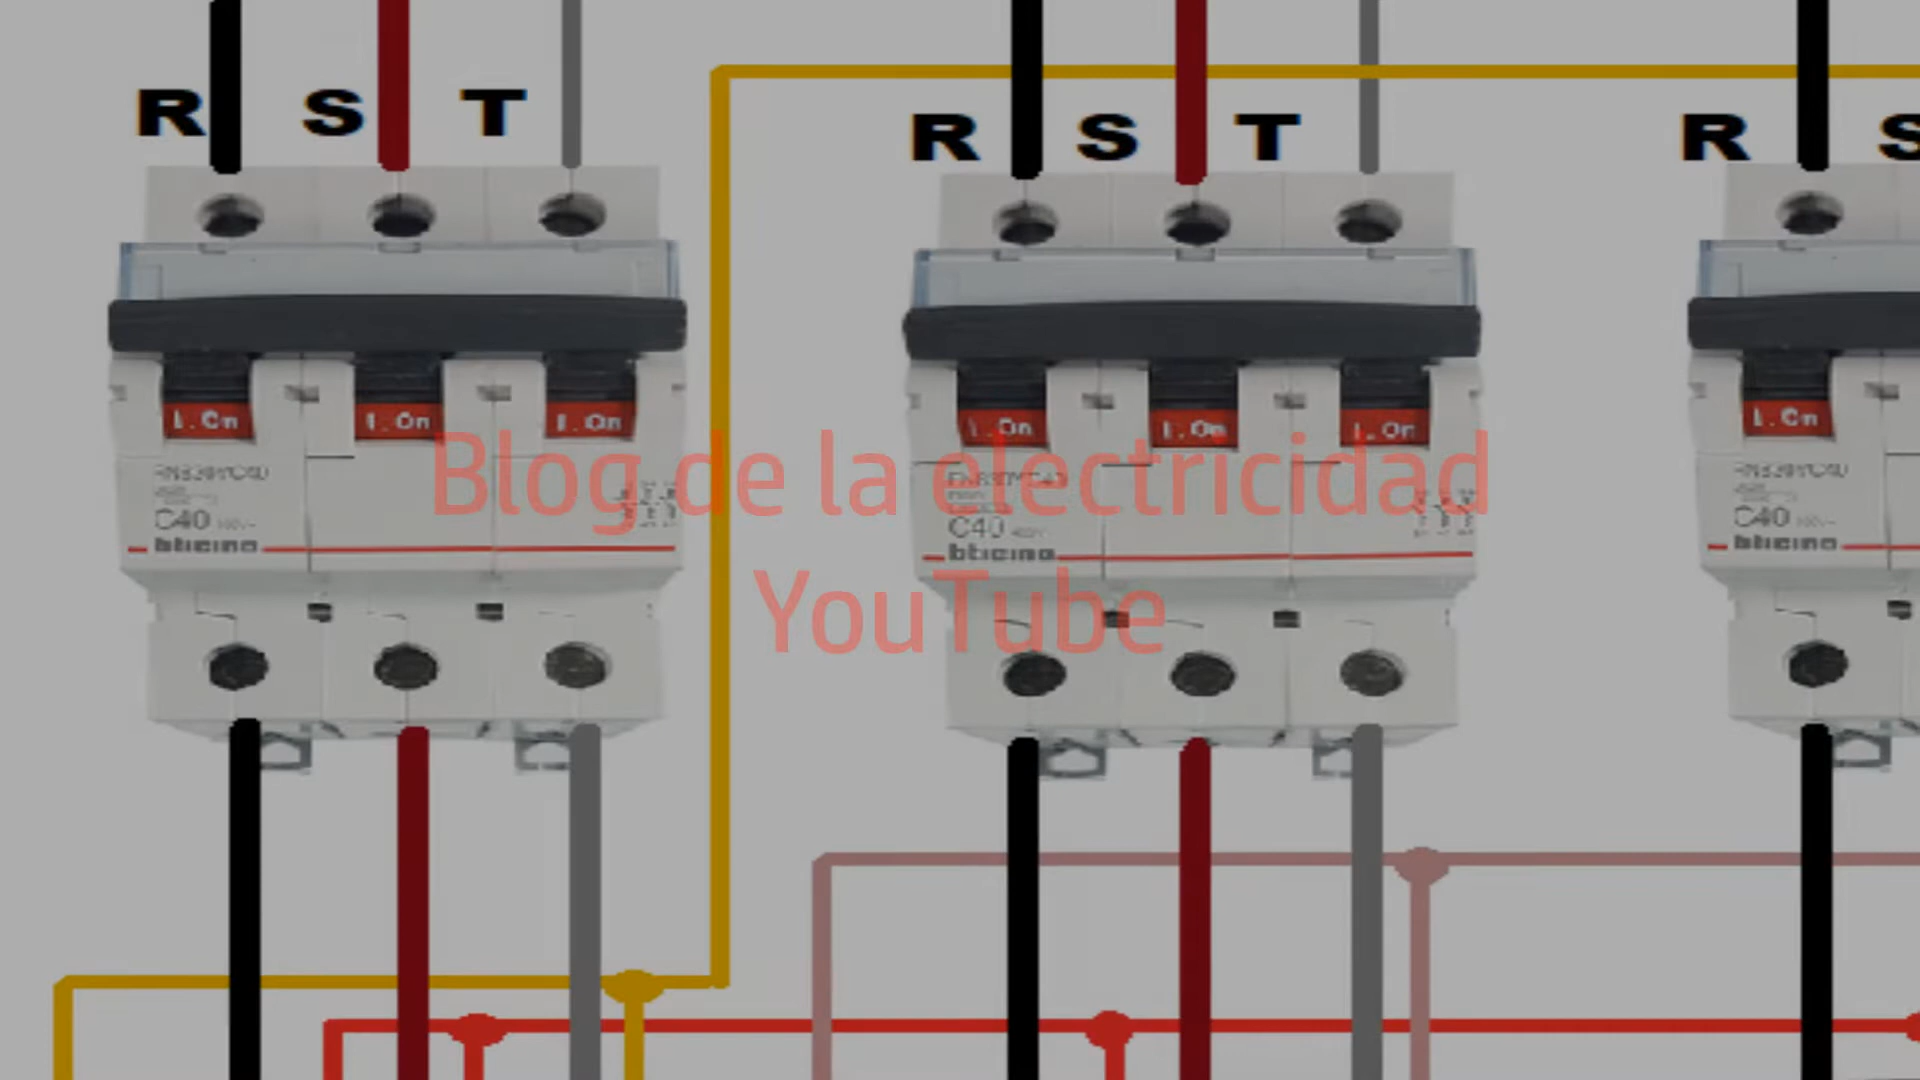 R S T
R S T
R S
I. On I. On I. On
I. On I. On I. On
I. On
Blog de la electricidad
YouTube
C40
bticino
C40
bticino
C40
bticino